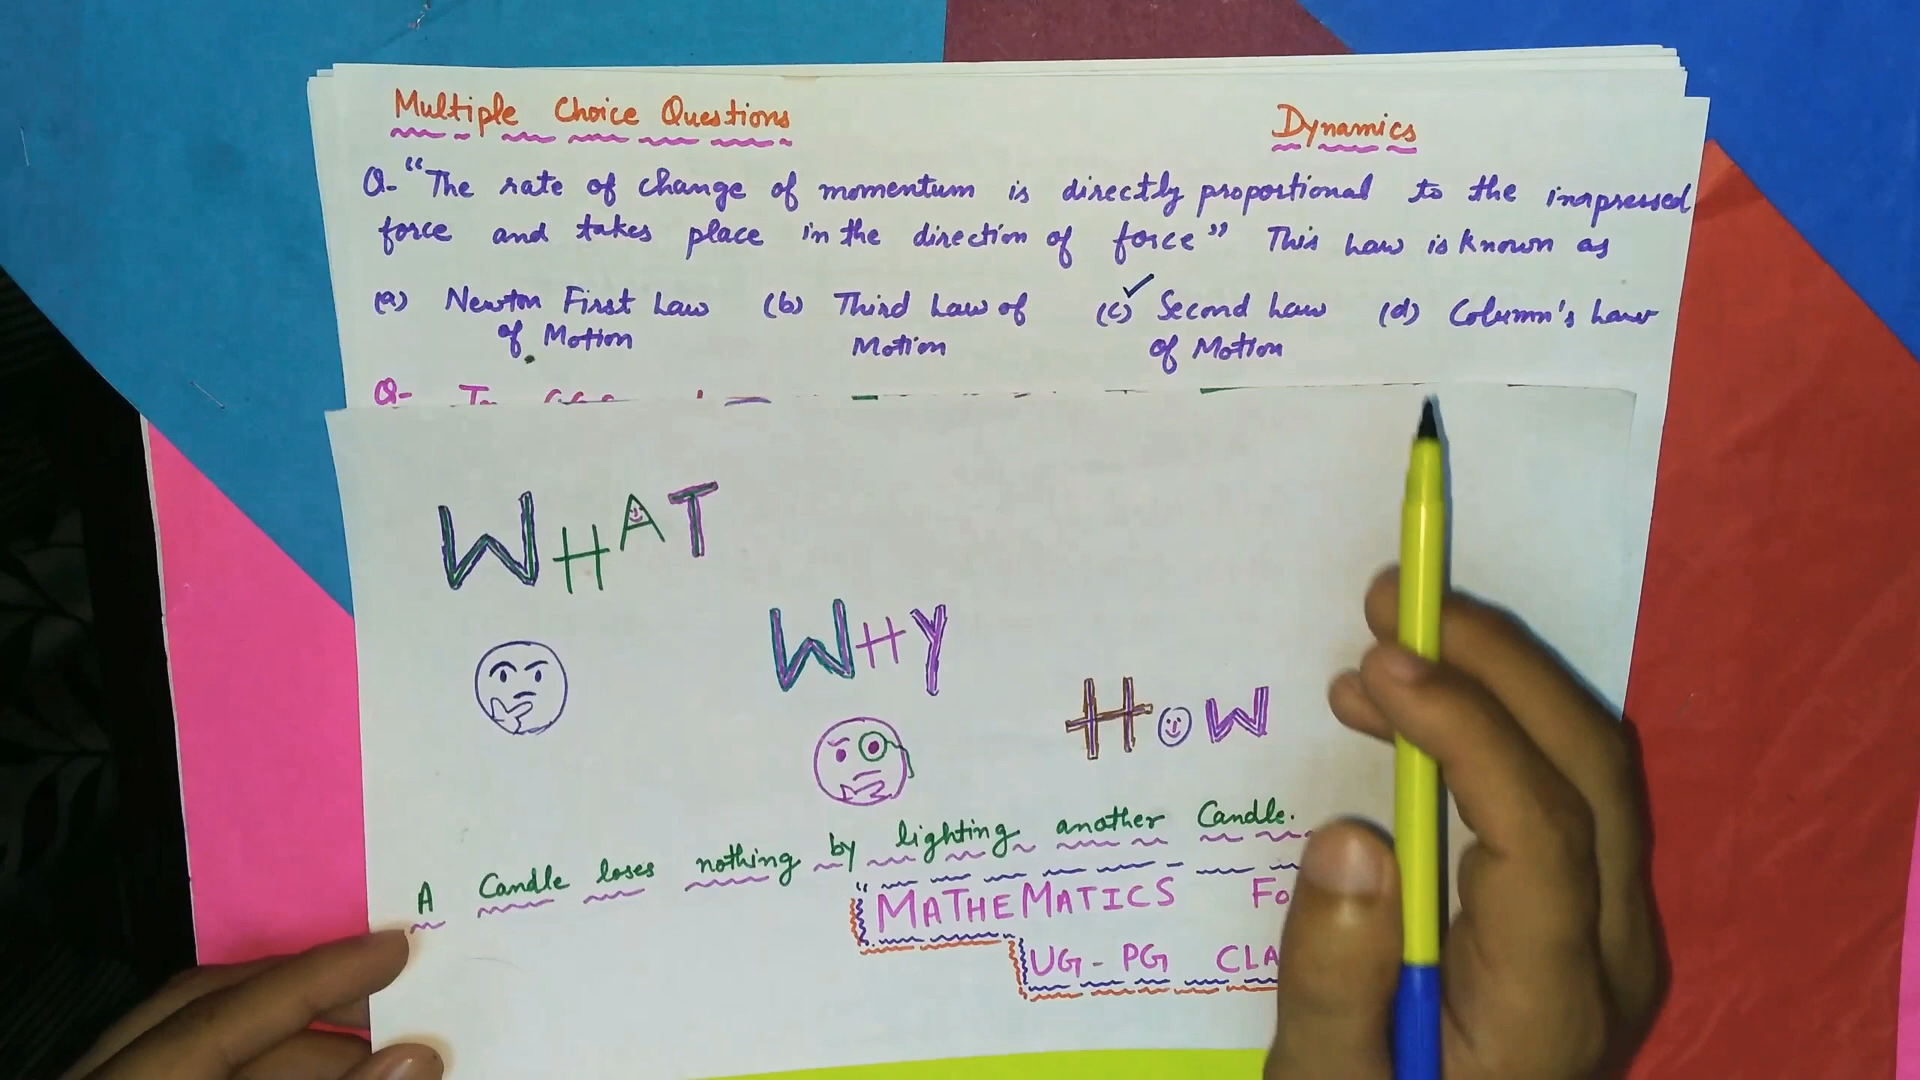 Multiple Choice Questions
Dynamics
Q- "The rate of change of momentum is directly proportional to the impressed
force and takes place in the direction of force" This Law is known as
(a) Newton First Law of Motion
(b) Third Law of Motion
(c) ✓ Second Law of Motion
(d) Column's Law
Q-
WHAT
WHY
HoW
A Candle loses nothing by lighting another Candle.
"MATHEMATICS Fo
UG - PG CLA